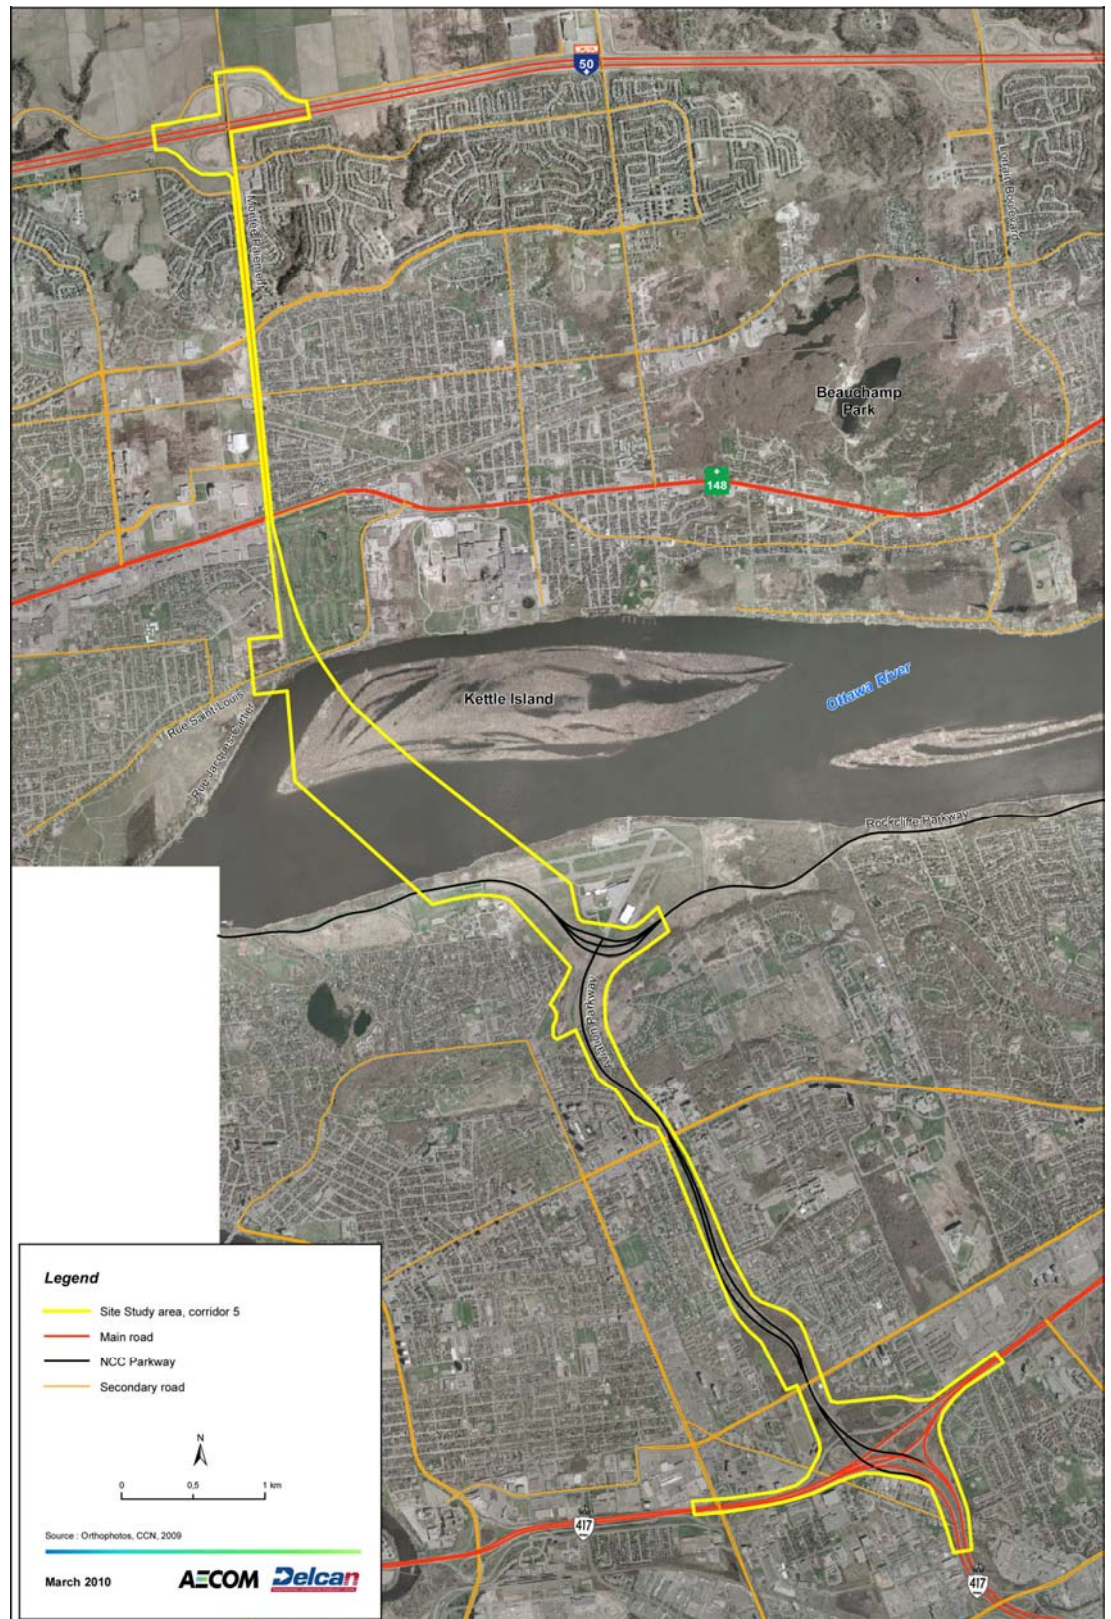 50
Montée Paiement
Lorrain Boulevard
Beauchamp
Park
148
Kettle Island
Ottawa River
Rue Saint-Louis
Rue Jacques-Cartier
Rockcliffe Parkway
Aviation Parkway
Legend
Site Study area, corridor 5
Main road
NCC Parkway
Secondary road
N
0 0,5 1 km
Source : Orthophotos, CCN, 2009
March 2010 AECOM Delcan
417
417